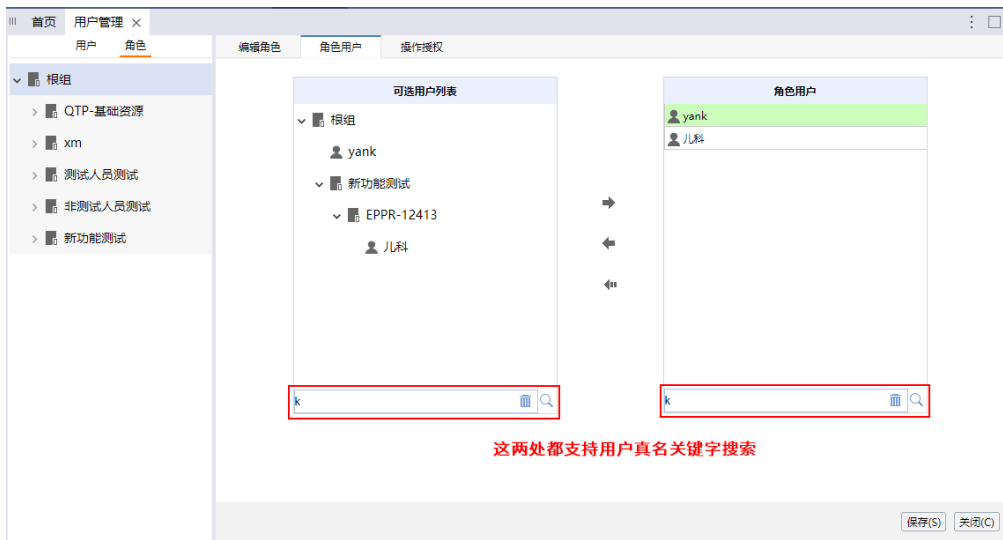 首页 用户管理
用户 角色
编辑角色 角色用户 操作授权
根组
QTP-基础资源
xm
测试人员测试
非测试人员测试
新功能测试
可选用户列表
根组
yank
新功能测试
EPPR-12413
儿科
k
角色用户
yank
儿科
k
这两处都支持用户真名关键字搜索
保存(S) 关闭(C)